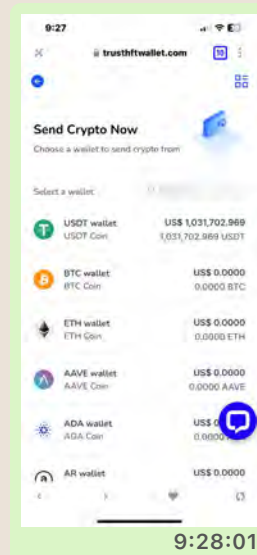 9:27
trusthftwallet.com
10
Send Crypto Now
Choose a wallet to send crypto from
Select a wallet
USDT wallet US$ 1,031,702.969
USDT Coin 1,031,702.969 USDT
BTC wallet US$ 0.0000
BTC Coin 0.0000 BTC
ETH wallet US$ 0.0000
ETH Coin 0.0000 ETH
AAVE wallet US$ 0.0000
AAVE Coin 0.0000 AAVE
ADA wallet US$
ADA Coin 0.0000
AR wallet US$ 0.0000
9:28:01